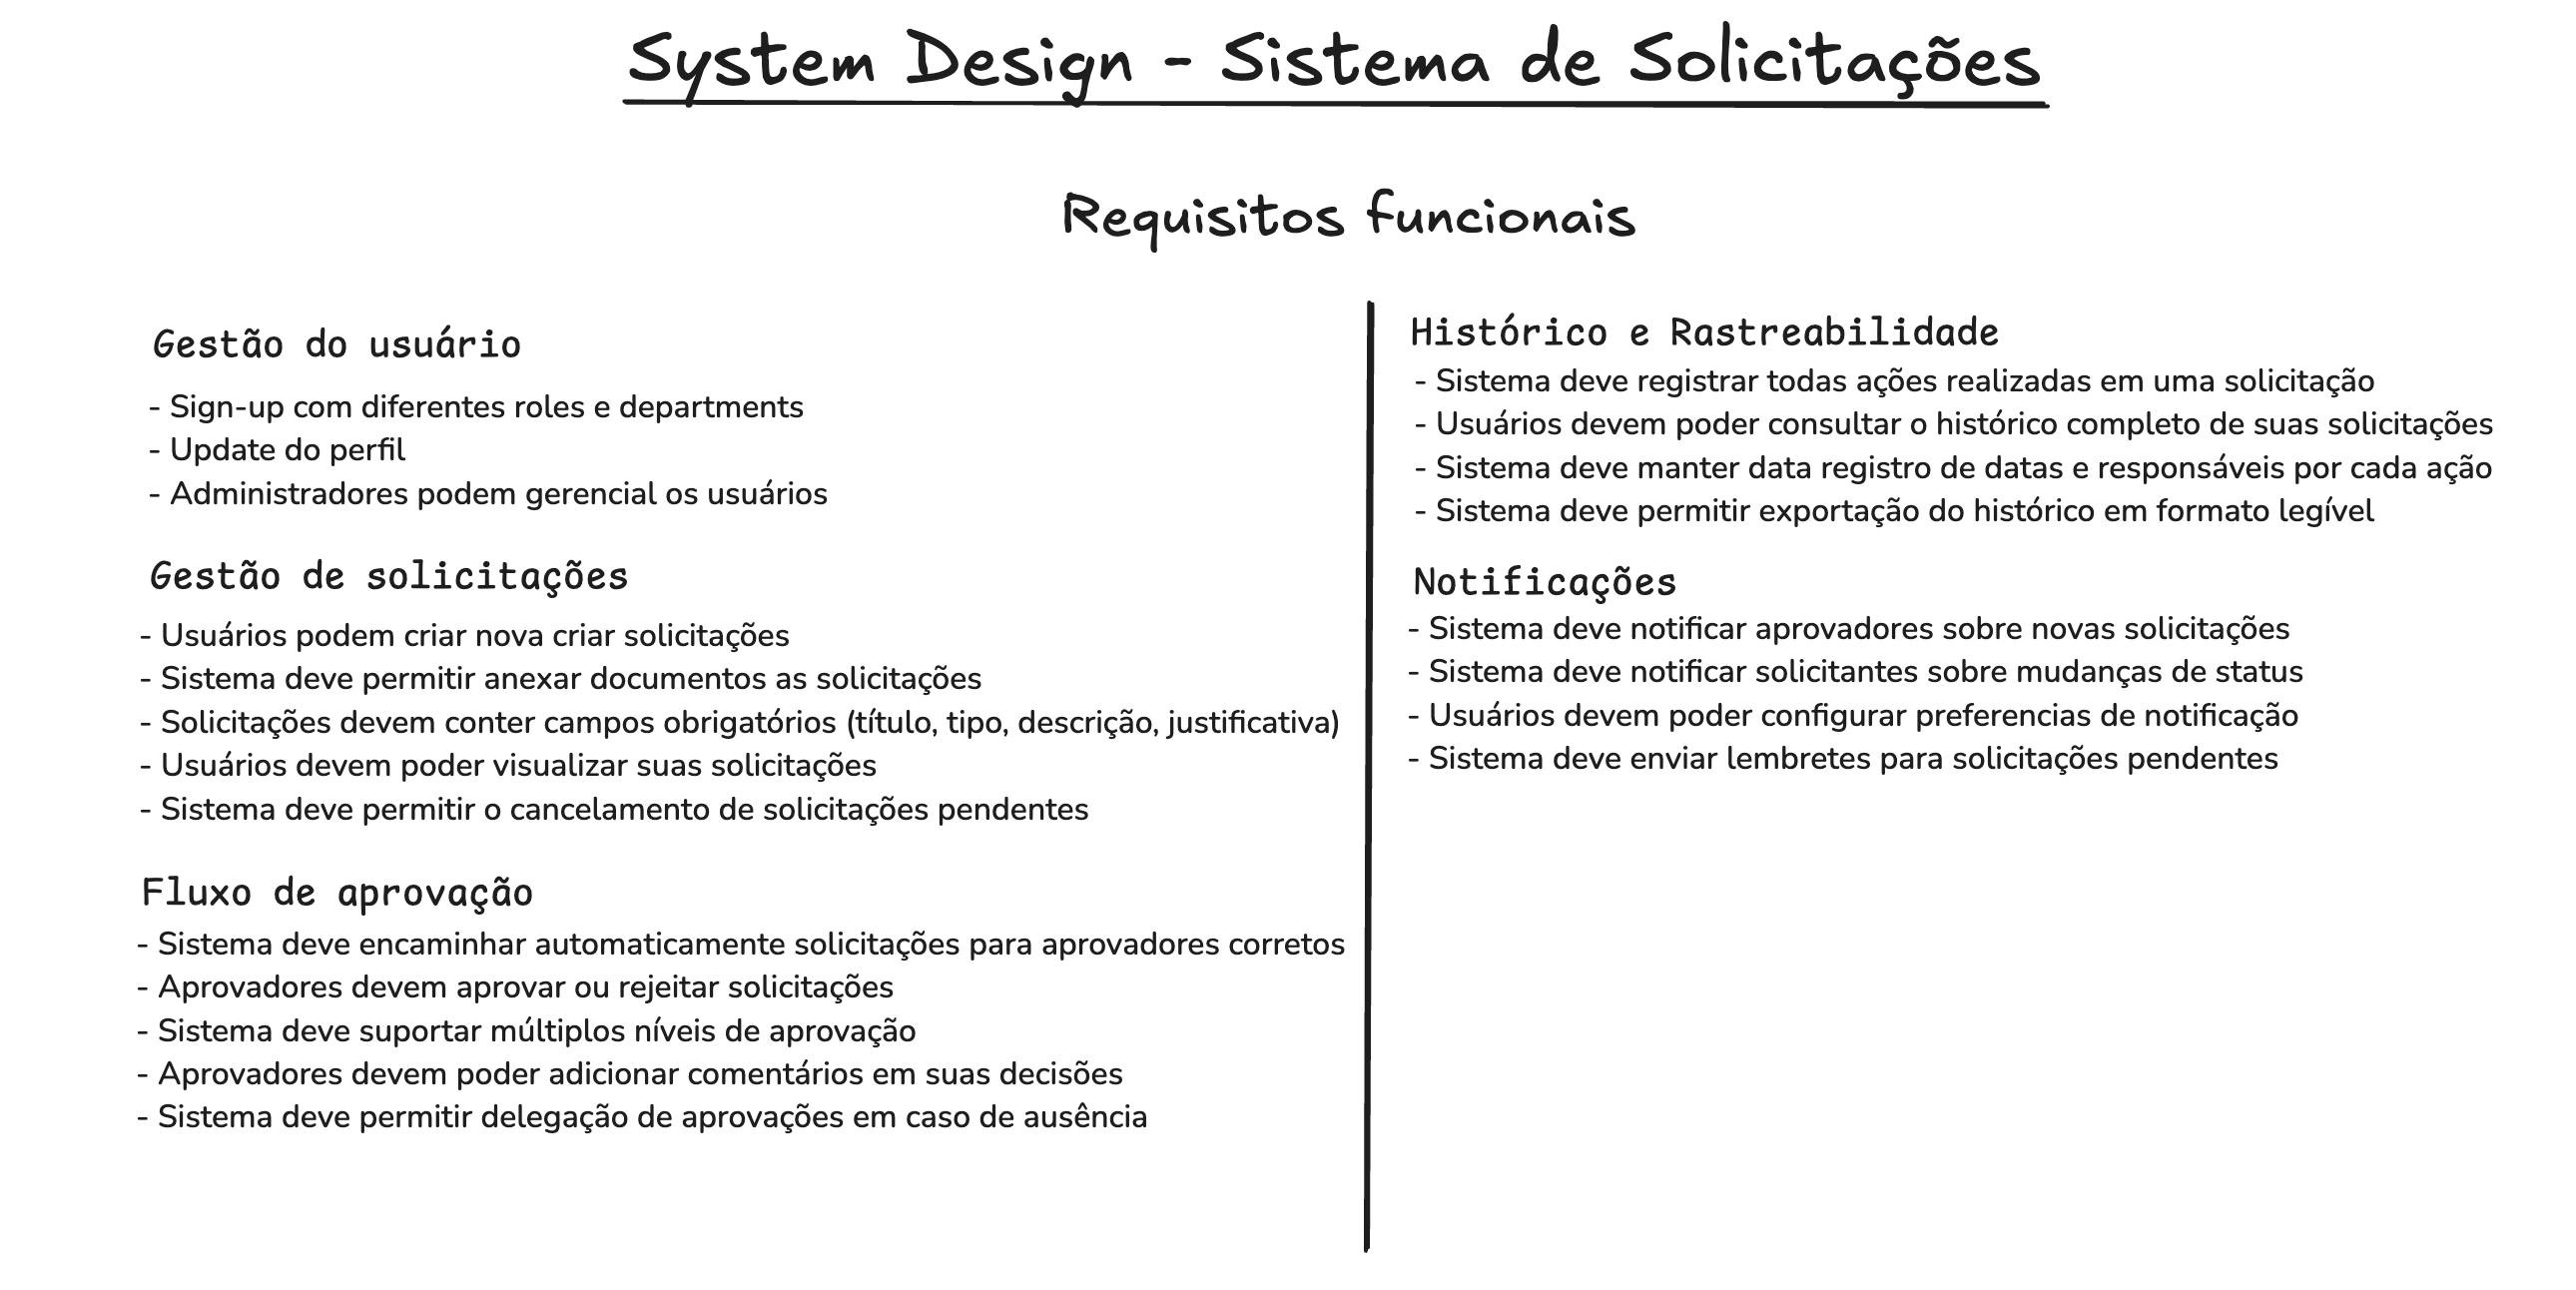 System Design - Sistema de Solicitações
Requisitos funcionais
Gestão do usuário
- Sign-up com diferentes roles e departments
- Update do perfil
- Administradores podem gerencial os usuários
Gestão de solicitações
- Usuários podem criar nova criar solicitações
- Sistema deve permitir anexar documentos as solicitações
- Solicitações devem conter campos obrigatórios (título, tipo, descrição, justificativa)
- Usuários devem poder visualizar suas solicitações
- Sistema deve permitir o cancelamento de solicitações pendentes
Fluxo de aprovação
- Sistema deve encaminhar automaticamente solicitações para aprovadores corretos
- Aprovadores devem aprovar ou rejeitar solicitações
- Sistema deve suportar múltiplos níveis de aprovação
- Aprovadores devem poder adicionar comentários em suas decisões
- Sistema deve permitir delegação de aprovações em caso de ausência
Histórico e Rastreabilidade
- Sistema deve registrar todas ações realizadas em uma solicitação
- Usuários devem poder consultar o histórico completo de suas solicitações
- Sistema deve manter data registro de datas e responsáveis por cada ação
- Sistema deve permitir exportação do histórico em formato legível
Notificações
- Sistema deve notificar aprovadores sobre novas solicitações
- Sistema deve notificar solicitantes sobre mudanças de status
- Usuários devem poder configurar preferencias de notificação
- Sistema deve enviar lembretes para solicitações pendentes